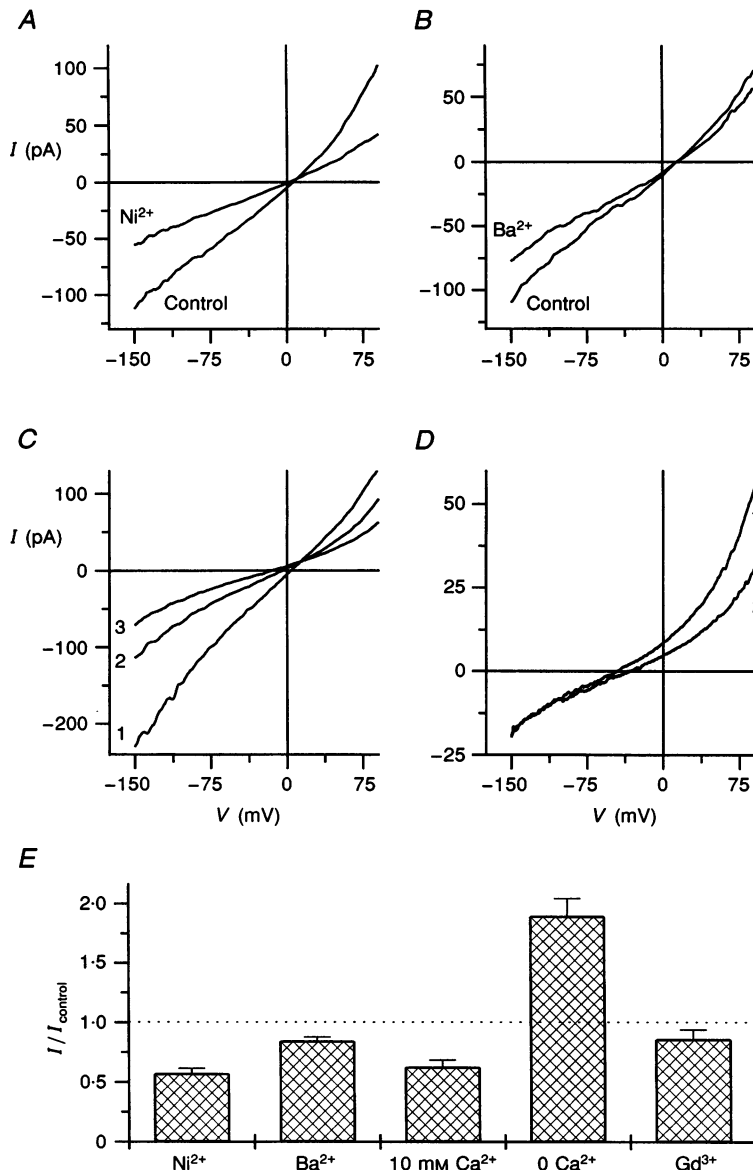 A
B
100
50
I (pA)
0
−50
−100
Ni²⁺
Control
−150
−75
0
75
50
0
−50
−100
Ba²⁺
Control
−150
−75
0
75
C
D
100
I (pA)
0
−100
−200
3
2
1
−150
−75
0
75
V (mV)
50
25
0
−25
−150
−75
0
75
V (mV)
E
2·0
1·5
1·0
0·5
0
I / Icontrol
Ni²⁺
Ba²⁺
10 mM Ca²⁺
0 Ca²⁺
Gd³⁺